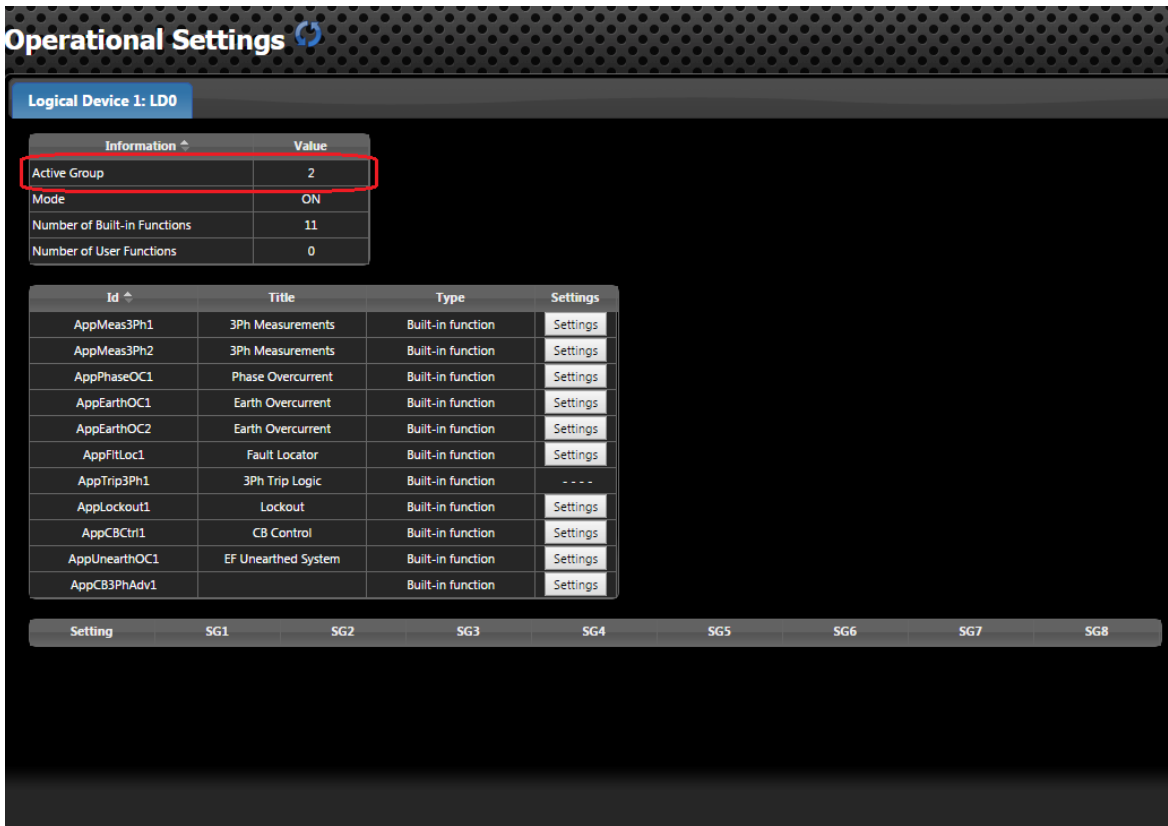 Operational Settings
Logical Device 1: LD0
Information Value
Active Group 2
Mode ON
Number of Built-in Functions 11
Number of User Functions 0
Id Title Type Settings
AppMeas3Ph1 3Ph Measurements Built-in function Settings
AppMeas3Ph2 3Ph Measurements Built-in function Settings
AppPhaseOC1 Phase Overcurrent Built-in function Settings
AppEarthOC1 Earth Overcurrent Built-in function Settings
AppEarthOC2 Earth Overcurrent Built-in function Settings
AppFltLoc1 Fault Locator Built-in function Settings
AppTrip3Ph1 3Ph Trip Logic Built-in function - - - -
AppLockout1 Lockout Built-in function Settings
AppCBCtrl1 CB Control Built-in function Settings
AppUnearthOC1 EF Unearthed System Built-in function Settings
AppCB3PhAdv1 Built-in function Settings
Setting SG1 SG2 SG3 SG4 SG5 SG6 SG7 SG8